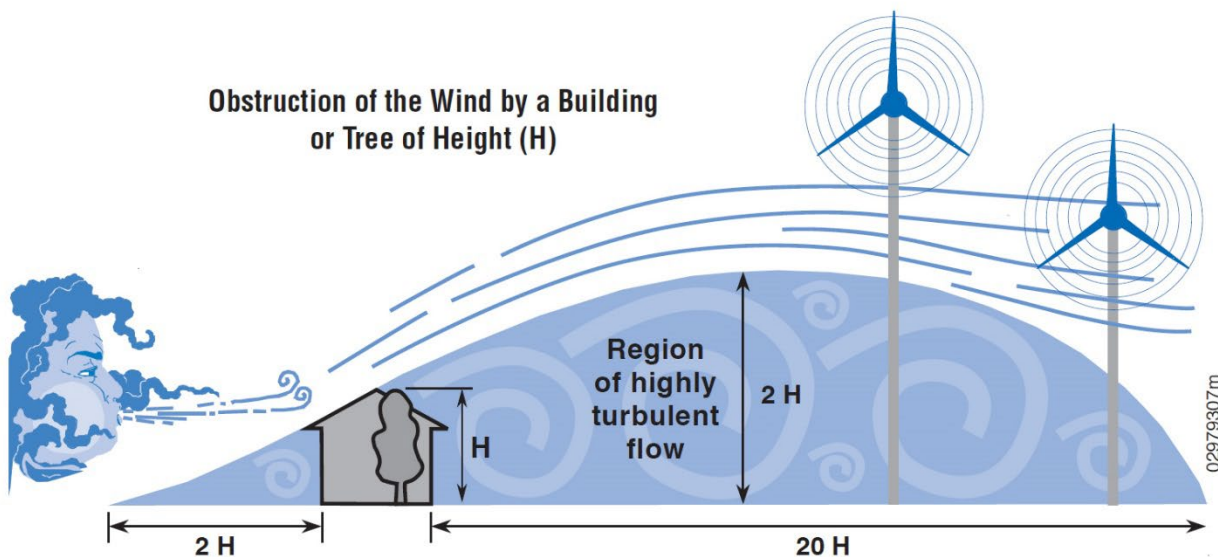 Obstruction of the Wind by a Building
or Tree of Height (H)
Region
of highly
turbulent
flow
2 H
H
2 H
20 H
02979307m